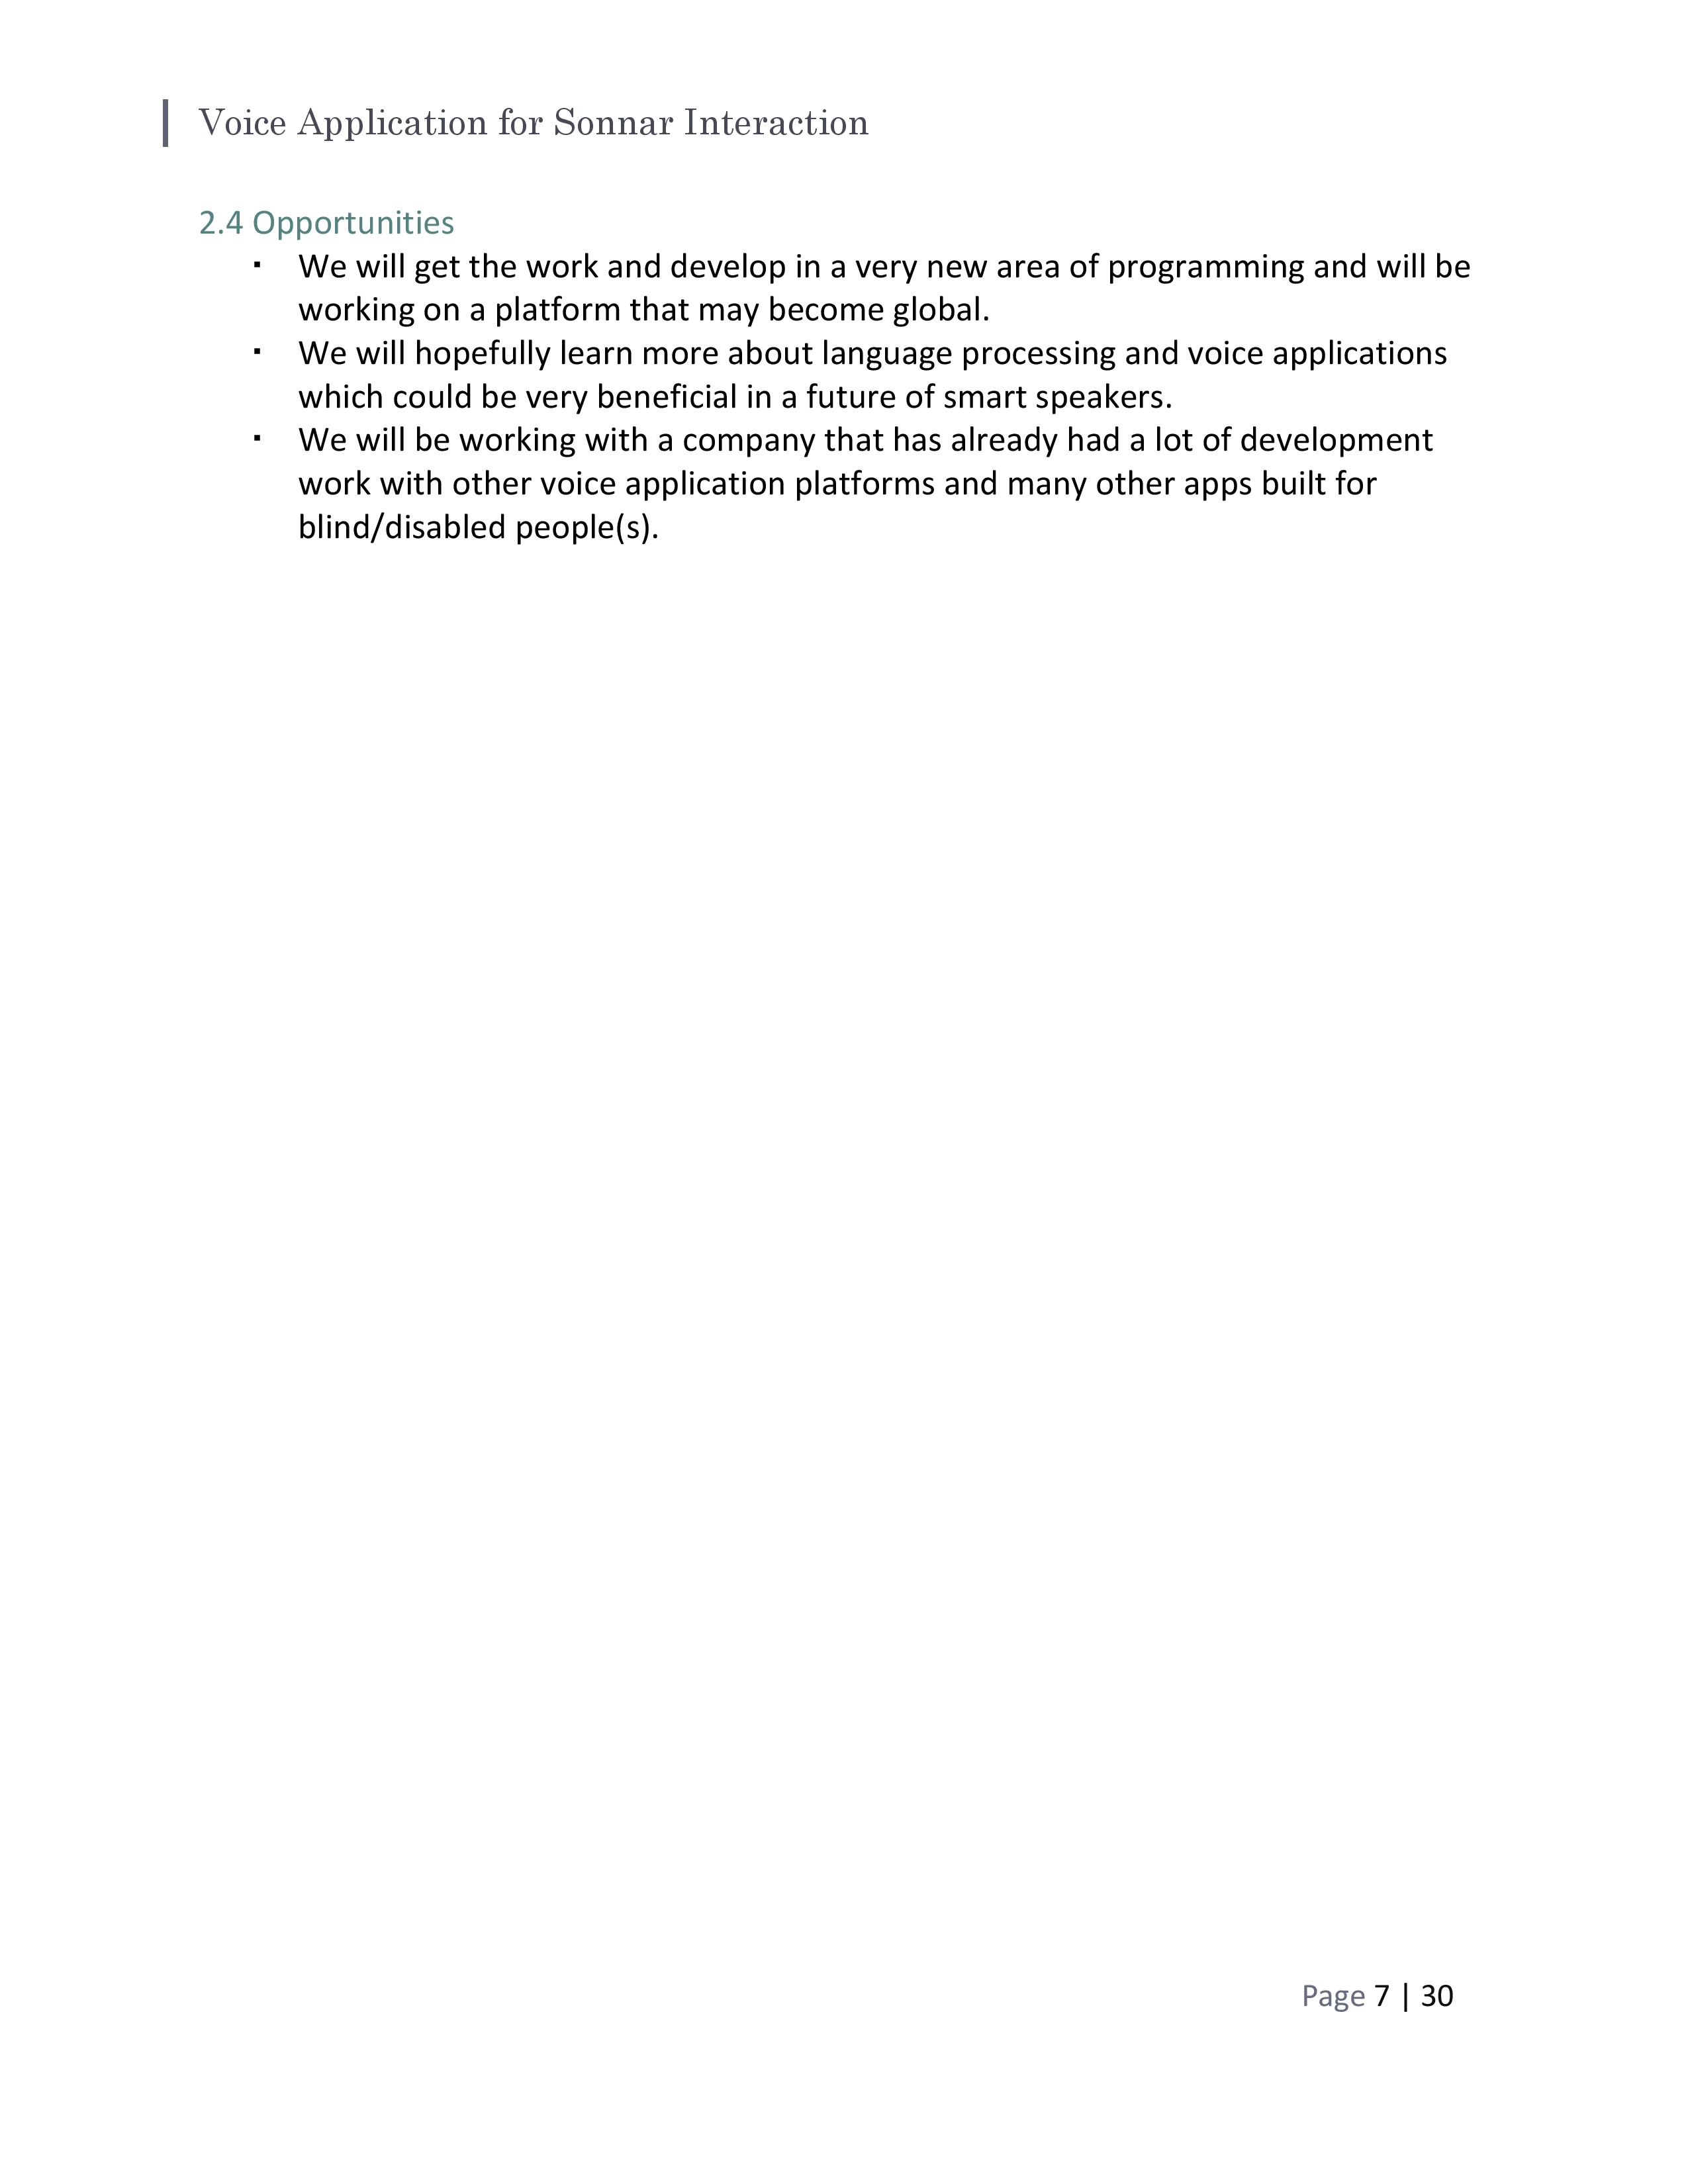 Voice Application for Sonnar Interaction
2.4 Opportunities
▪ We will get the work and develop in a very new area of programming and will be
working on a platform that may become global.
▪ We will hopefully learn more about language processing and voice applications
which could be very beneficial in a future of smart speakers.
▪ We will be working with a company that has already had a lot of development
work with other voice application platforms and many other apps built for
blind/disabled people(s).
Page 7 | 30